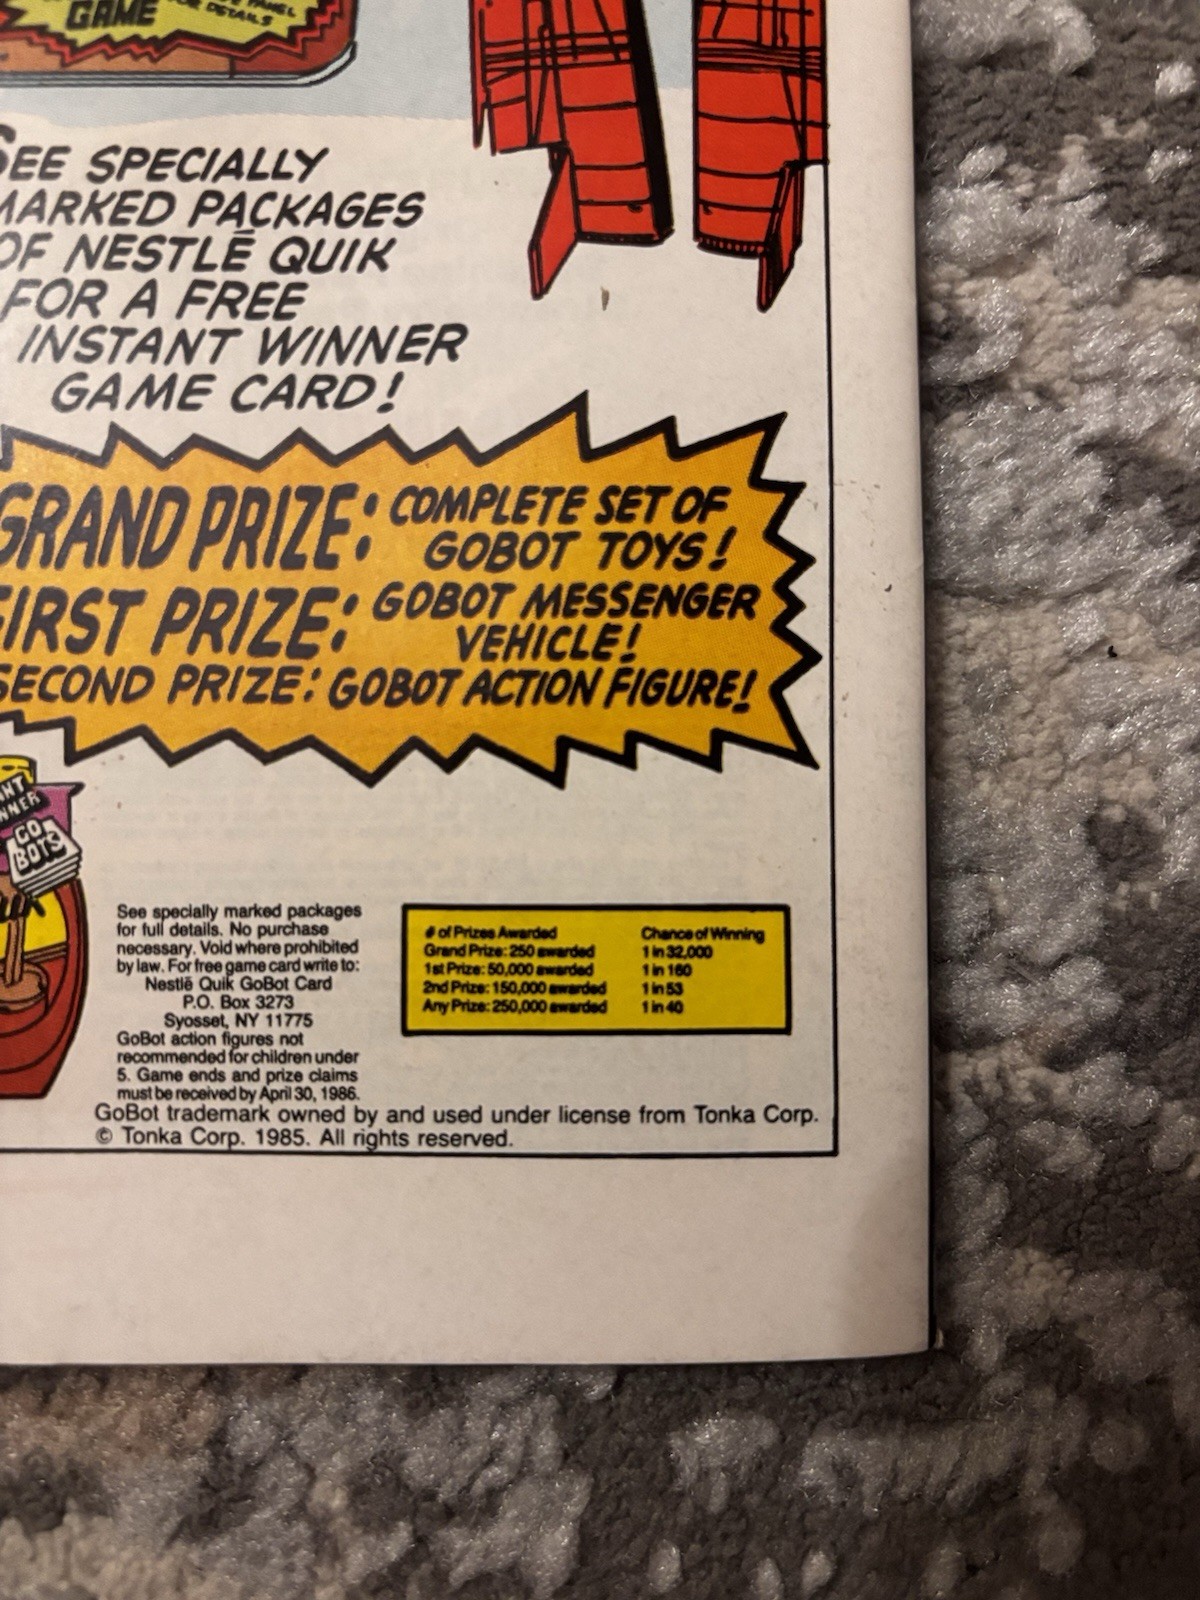 GAME
PANEL
DETAILS
SEE SPECIALLY
MARKED PACKAGES
OF NESTLÉ QUIK
FOR A FREE
INSTANT WINNER
GAME CARD!
GRAND PRIZE: COMPLETE SET OF
GOBOT TOYS!
FIRST PRIZE: GOBOT MESSENGER
VEHICLE!
SECOND PRIZE: GOBOT ACTION FIGURE!
GO
BOTS
See specially marked packages
for full details. No purchase
necessary. Void where prohibited
by law. For free game card write to:
Nestlé Quik GoBot Card
P.O. Box 3273
Syosset, NY 11775
GoBot action figures not
recommended for children under
5. Game ends and prize claims
must be received by April 30, 1986.
# of Prizes Awarded Chance of Winning
Grand Prize: 250 awarded 1 in 32,000
1st Prize: 50,000 awarded 1 in 160
2nd Prize: 150,000 awarded 1 in 53
Any Prize: 250,000 awarded 1 in 40
GoBot trademark owned by and used under license from Tonka Corp.
© Tonka Corp. 1985. All rights reserved.